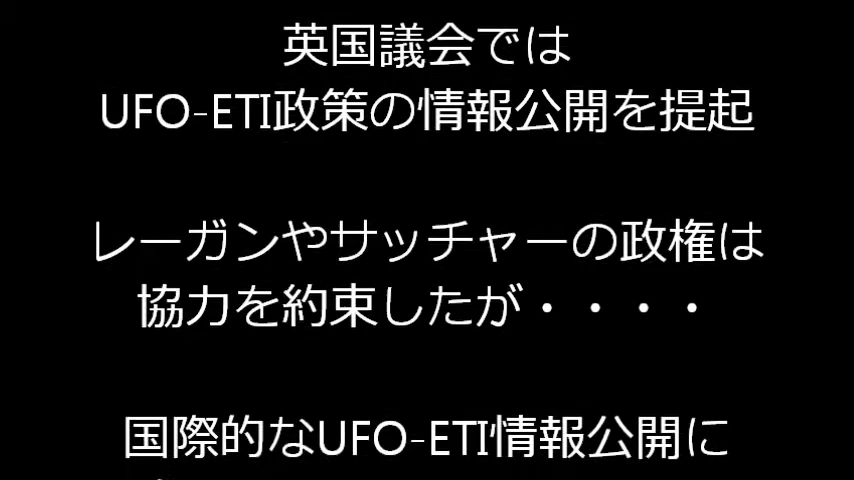 英国議会では
UFO-ETI政策の情報公開を提起
レーガンやサッチャーの政権は
協力を約束したが・・・・
国際的なUFO-ETI情報公開に